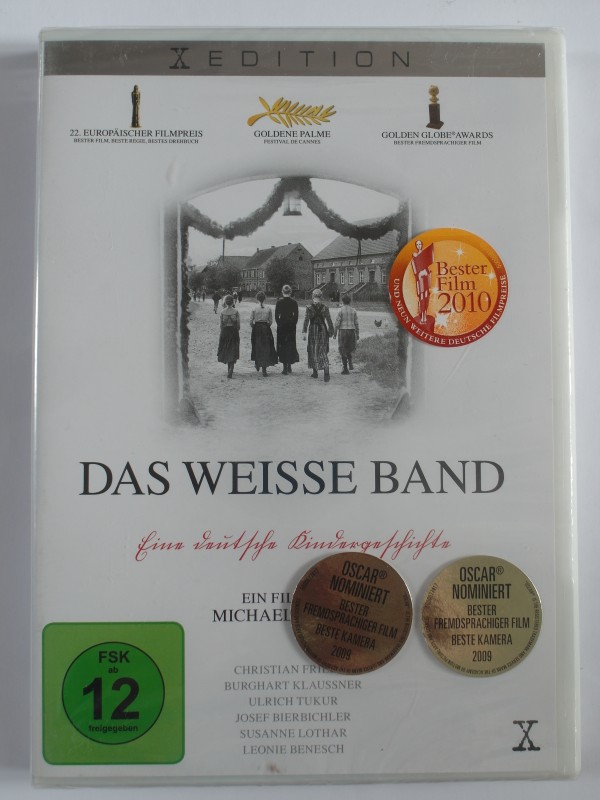 X EDITION
22. EUROPÄISCHER FILMPREIS
BESTER FILM, BESTE REGIE, BESTES DREHBUCH
GOLDENE PALME
FESTIVAL DE CANNES
GOLDEN GLOBE® AWARDS
BESTER FREMDSPRACHIGER FILM
Bester
Film
2010
UND NEUN WEITERE DEUTSCHE FILMPREISE
DAS WEISSE BAND
Eine deutsche Kindergeschichte
EIN
MICHAEL
OSCAR®
NOMINIERT
BESTER
FREMDSPRACHIGER FILM
BESTE KAMERA
2009
OSCAR®
NOMINIERT
BESTER
FREMDSPRACHIGER FILM
BESTE KAMERA
2009
FSK
ab
12
freigegeben
CHRISTIAN
BURGHART KLAUSSNER
ULRICH TUKUR
JOSEF BIERBICHLER
SUSANNE LOTHAR
LEONIE BENESCH
X